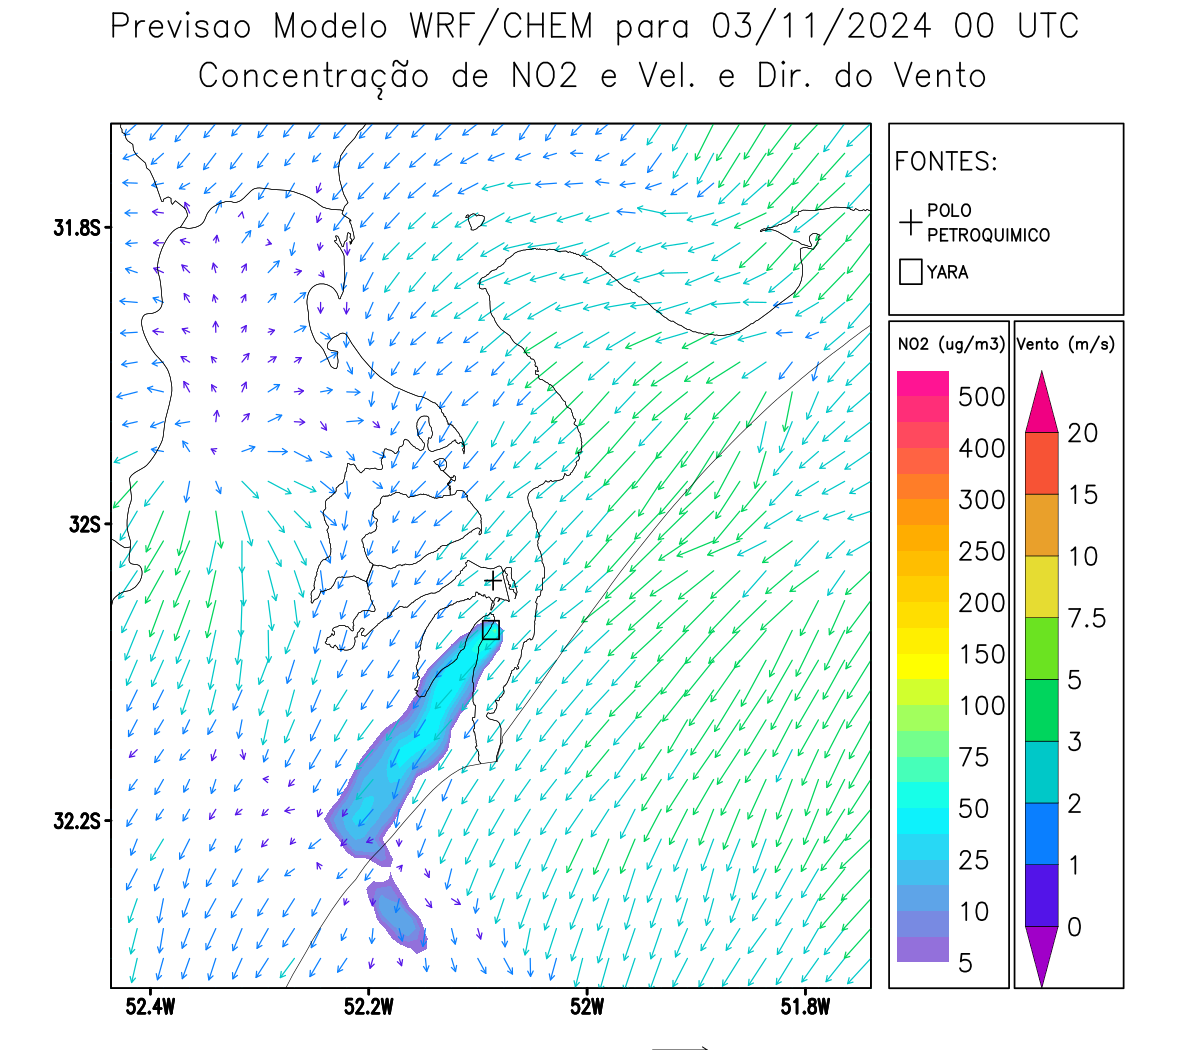 Previsao Modelo WRF/CHEM para 03/11/2024 00 UTC
Concentração de NO2 e Vel. e Dir. do Vento
FONTES:
POLO
PETROQUIMICO
YARA
NO2 (ug/m3)
500
400
300
250
200
150
100
75
50
25
10
5
Vento (m/s)
20
15
10
7.5
5
3
2
1
0
31.8S
32S
32.2S
52.4W
52.2W
52W
51.8W